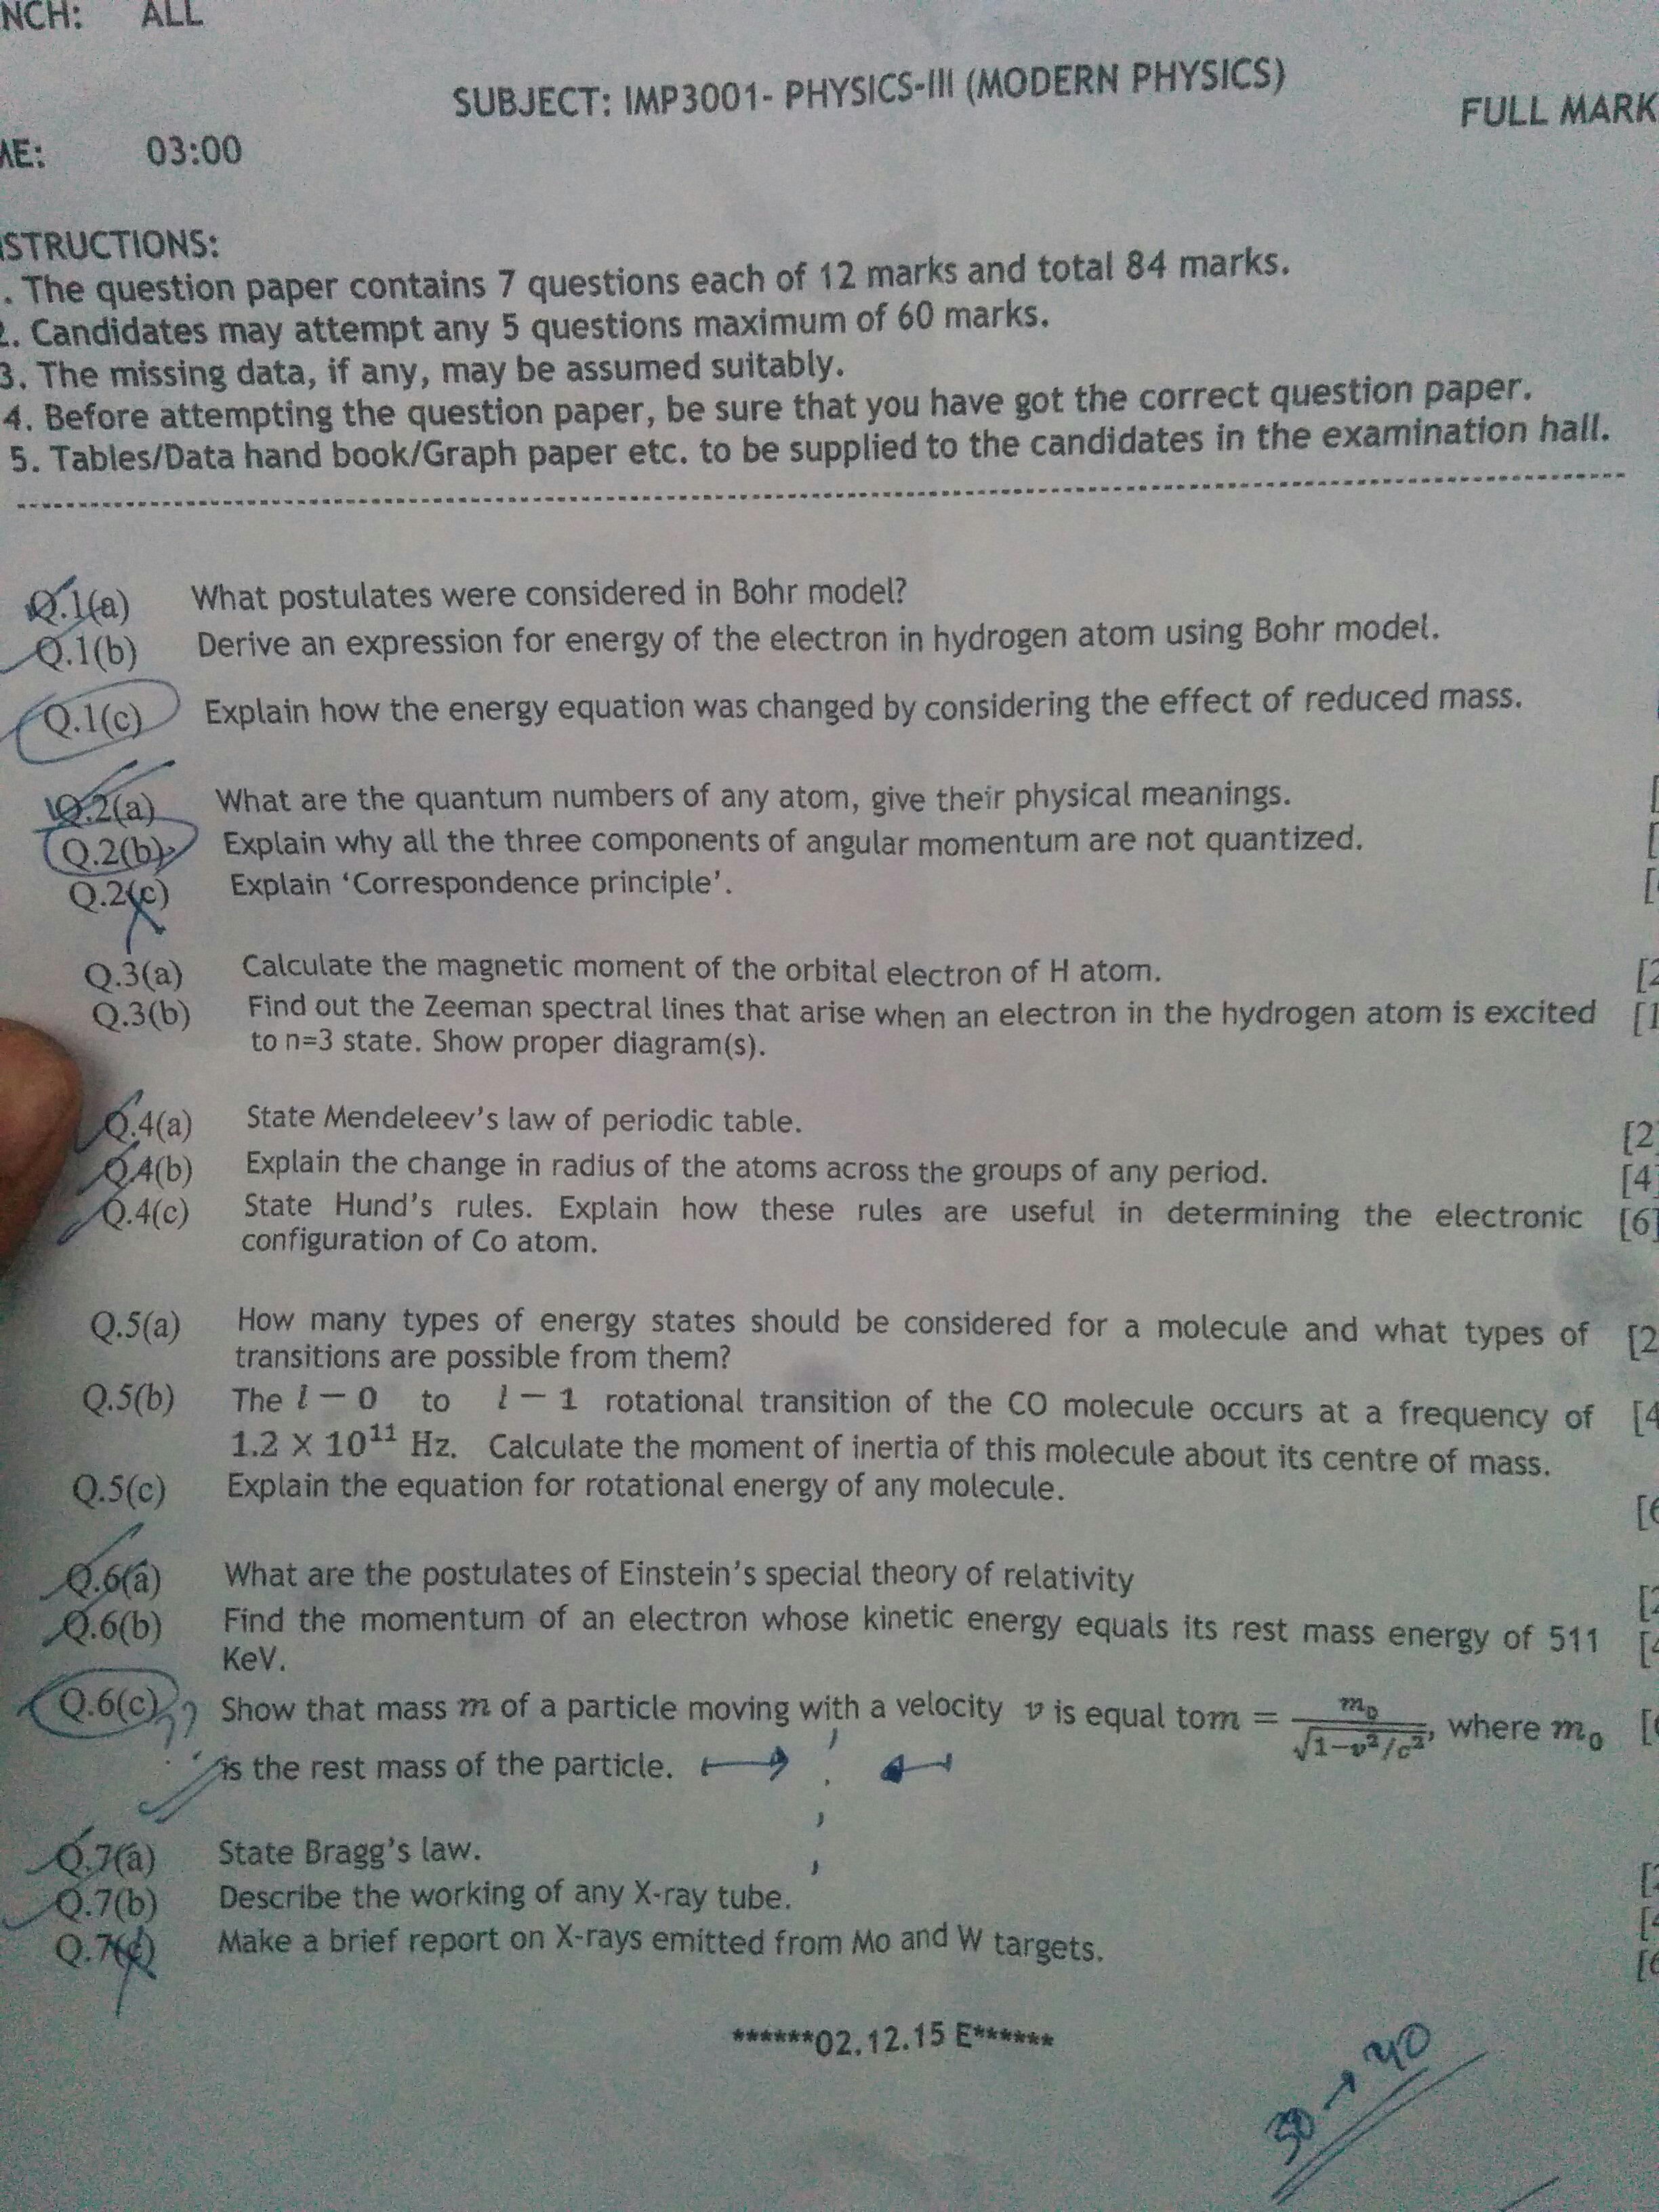 NCH: ALL
SUBJECT: IMP3001- PHYSICS-III (MODERN PHYSICS)
FULL MARK
ME: 03:00
NSTRUCTIONS:
. The question paper contains 7 questions each of 12 marks and total 84 marks.
2. Candidates may attempt any 5 questions maximum of 60 marks.
3. The missing data, if any, may be assumed suitably.
4. Before attempting the question paper, be sure that you have got the correct question paper.
5. Tables/Data hand book/Graph paper etc. to be supplied to the candidates in the examination hall.
Q.1(a) What postulates were considered in Bohr model?
Q.1(b) Derive an expression for energy of the electron in hydrogen atom using Bohr model.
Q.1(c) Explain how the energy equation was changed by considering the effect of reduced mass.
Q.2(a) What are the quantum numbers of any atom, give their physical meanings. [
Q.2(b) Explain why all the three components of angular momentum are not quantized. [
Q.2(c) Explain ‘Correspondence principle’. [
Q.3(a) Calculate the magnetic moment of the orbital electron of H atom. [2
Q.3(b) Find out the Zeeman spectral lines that arise when an electron in the hydrogen atom is excited [1
to n=3 state. Show proper diagram(s).
Q.4(a) State Mendeleev's law of periodic table. [2]
Q.4(b) Explain the change in radius of the atoms across the groups of any period. [4]
Q.4(c) State Hund's rules. Explain how these rules are useful in determining the electronic [6]
configuration of Co atom.
Q.5(a) How many types of energy states should be considered for a molecule and what types of [2
transitions are possible from them?
Q.5(b) The l − 0 to l − 1 rotational transition of the CO molecule occurs at a frequency of [4
1.2 X 10¹¹ Hz. Calculate the moment of inertia of this molecule about its centre of mass.
Q.5(c) Explain the equation for rotational energy of any molecule. [6
Q.6(a) What are the postulates of Einstein's special theory of relativity [2
Q.6(b) Find the momentum of an electron whose kinetic energy equals its rest mass energy of 511 [4
KeV.
Q.6(c) ?? Show that mass m of a particle moving with a velocity v is equal tom = m₀/√1−v²/c², where m₀ [6
is the rest mass of the particle.
Q.7(a) State Bragg's law. [2
Q.7(b) Describe the working of any X-ray tube. [4
Q.7(c) Make a brief report on X-rays emitted from Mo and W targets. [6
******02.12.15 E******
→ 40